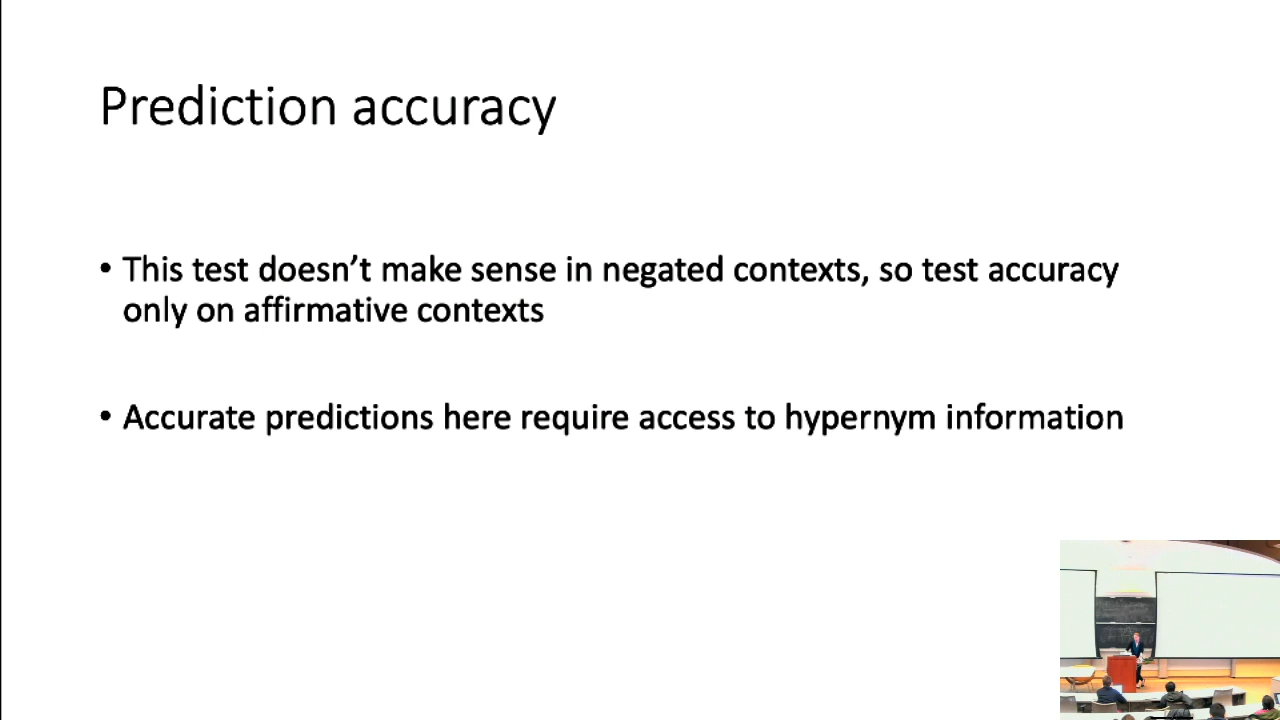 Prediction accuracy
• This test doesn’t make sense in negated contexts, so test accuracy
only on affirmative contexts
• Accurate predictions here require access to hypernym information